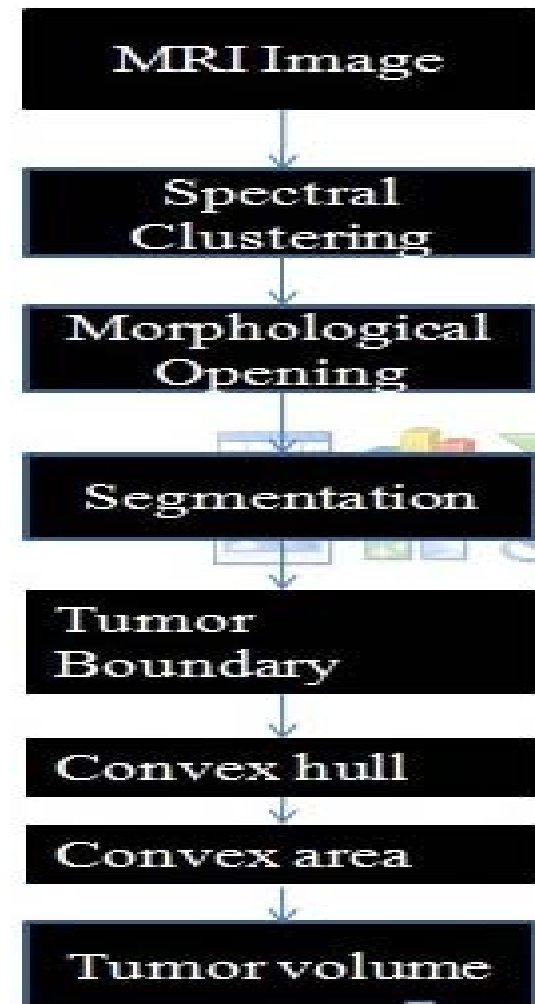 MRI Image
Spectral
Clustering
Morphological
Opening
Segmentation
Tumor
Boundary
Convex hull
Convex area
Tumor volume